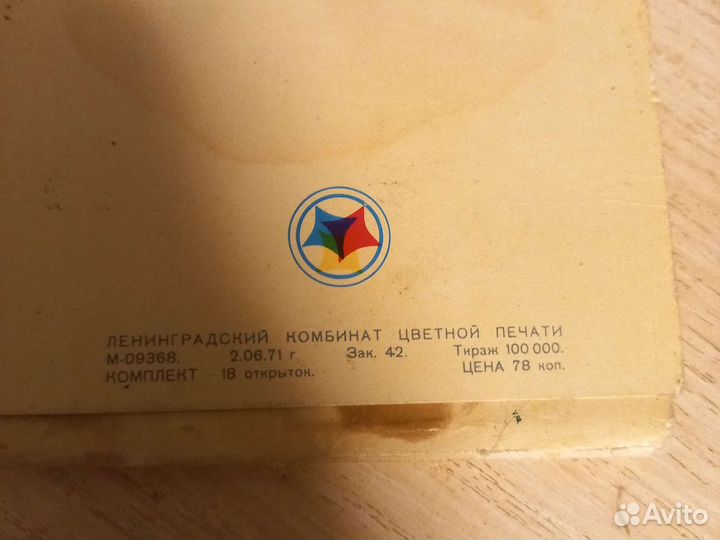 ЛЕНИНГРАДСКИЙ КОМБИНАТ ЦВЕТНОЙ ПЕЧАТИ
М-09368. 2.06.71 г. Зак. 42. Тираж 100 000.
КОМПЛЕКТ – 18 открыток. ЦЕНА 78 коп.
Avito